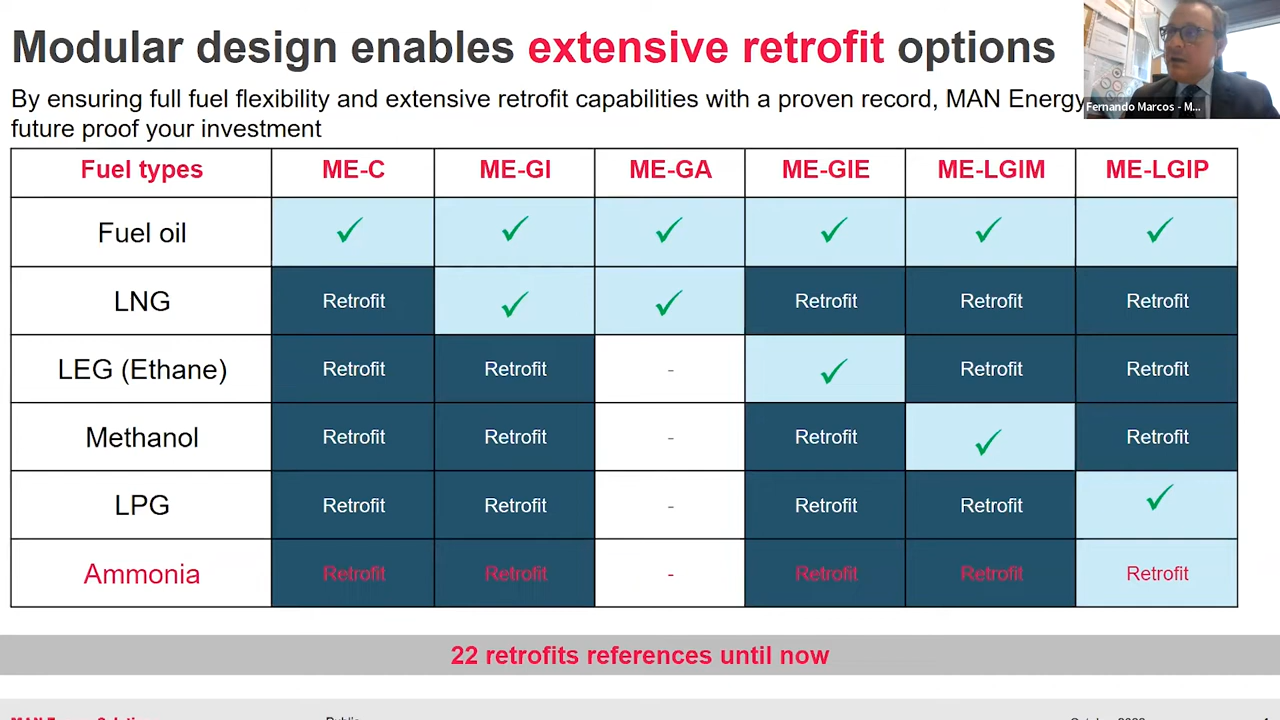 Modular design enables extensive retrofit options
By ensuring full fuel flexibility and extensive retrofit capabilities with a proven record, MAN Energy
future proof your investment
Fernando Marcos - M...
Fuel types ME-C ME-GI ME-GA ME-GIE ME-LGIM ME-LGIP
Fuel oil ✓ ✓ ✓ ✓ ✓ ✓
LNG Retrofit ✓ ✓ Retrofit Retrofit Retrofit
LEG (Ethane) Retrofit Retrofit - ✓ Retrofit Retrofit
Methanol Retrofit Retrofit - Retrofit ✓ Retrofit
LPG Retrofit Retrofit - Retrofit Retrofit ✓
Ammonia Retrofit Retrofit - Retrofit Retrofit Retrofit
22 retrofits references until now